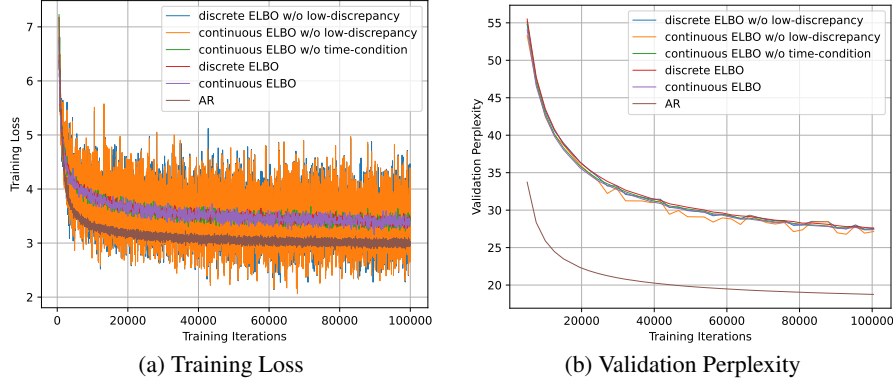 discrete ELBO w/o low-discrepancy
continuous ELBO w/o low-discrepancy
continuous ELBO w/o time-condition
discrete ELBO
continuous ELBO
AR
7
6
5
4
3
2
Training Loss
0
20000
40000
60000
80000
100000
Training Iterations
(a) Training Loss
discrete ELBO w/o low-discrepancy
continuous ELBO w/o low-discrepancy
continuous ELBO w/o time-condition
discrete ELBO
continuous ELBO
AR
55
50
45
40
35
30
25
20
Validation Perplexity
20000
40000
60000
80000
100000
Training Iterations
(b) Validation Perplexity